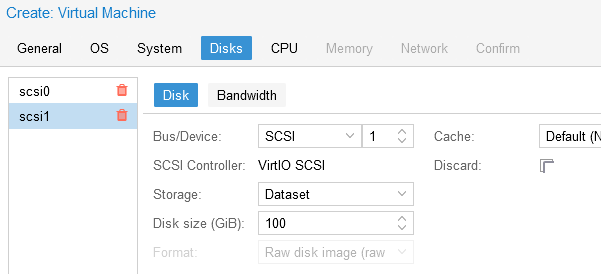 Create: Virtual Machine
General OS System Disks CPU Memory Network Confirm
scsi0
scsi1
Disk Bandwidth
Bus/Device: SCSI 1 Cache: Default (N
SCSI Controller: VirtIO SCSI Discard:
Storage: Dataset
Disk size (GiB): 100
Format: Raw disk image (raw